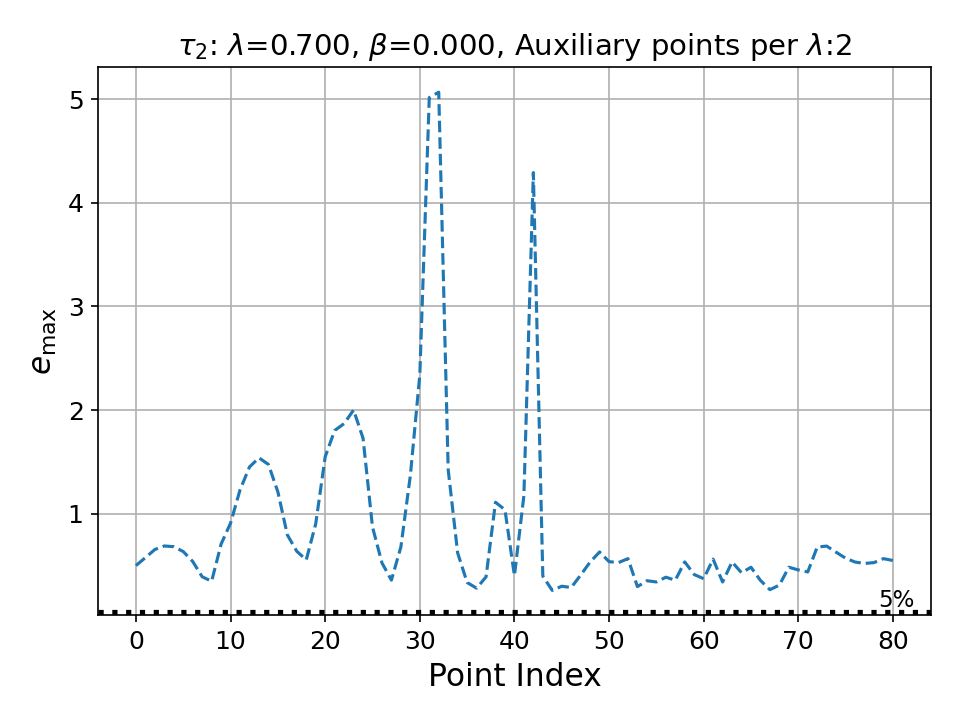 τ₂: λ=0.700, β=0.000, Auxiliary points per λ:2
5
4
3
2
1
e_max
5%
0 10 20 30 40 50 60 70 80
Point Index